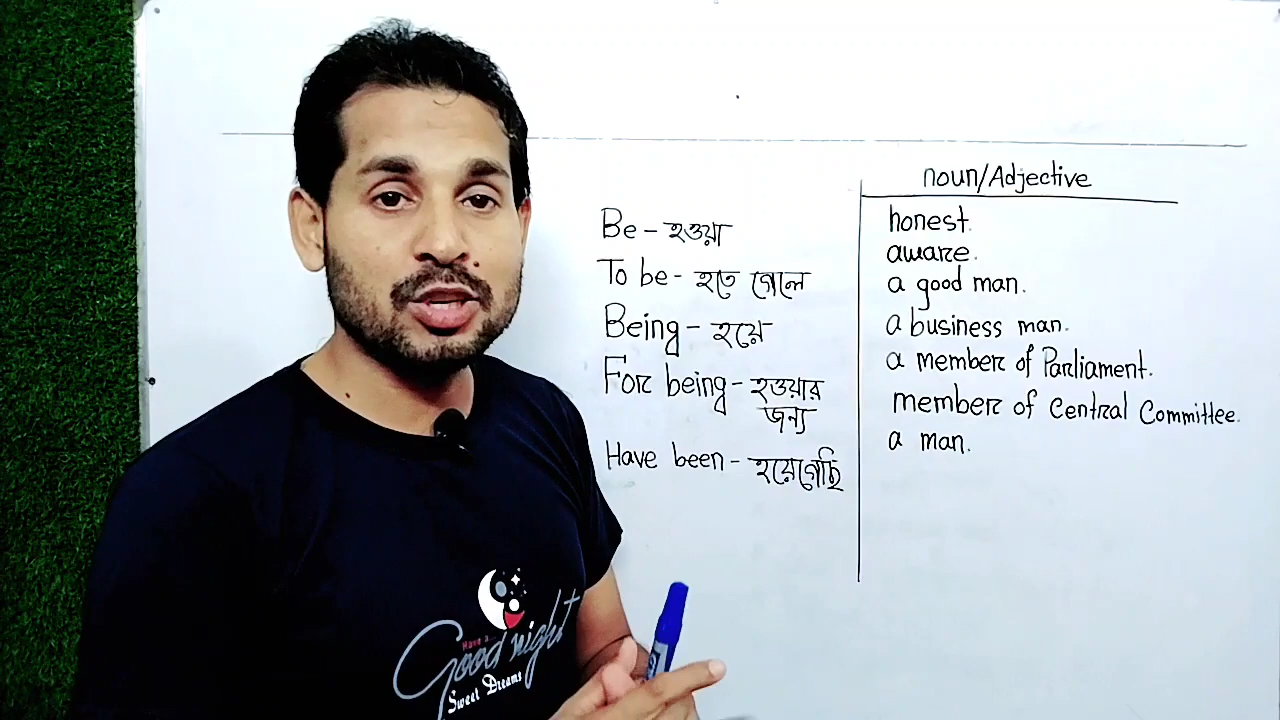 noun/Adjective
Be - হওয়া
To be - হতে গেলে
Being - হয়ে
For being - হওয়ার
জন্য
Have been - হয়েগেছি
honest.
aware.
a good man.
a business man.
a member of Parliament.
member of Central Committee.
a man.
Have a...
Good night
Sweet Dreams